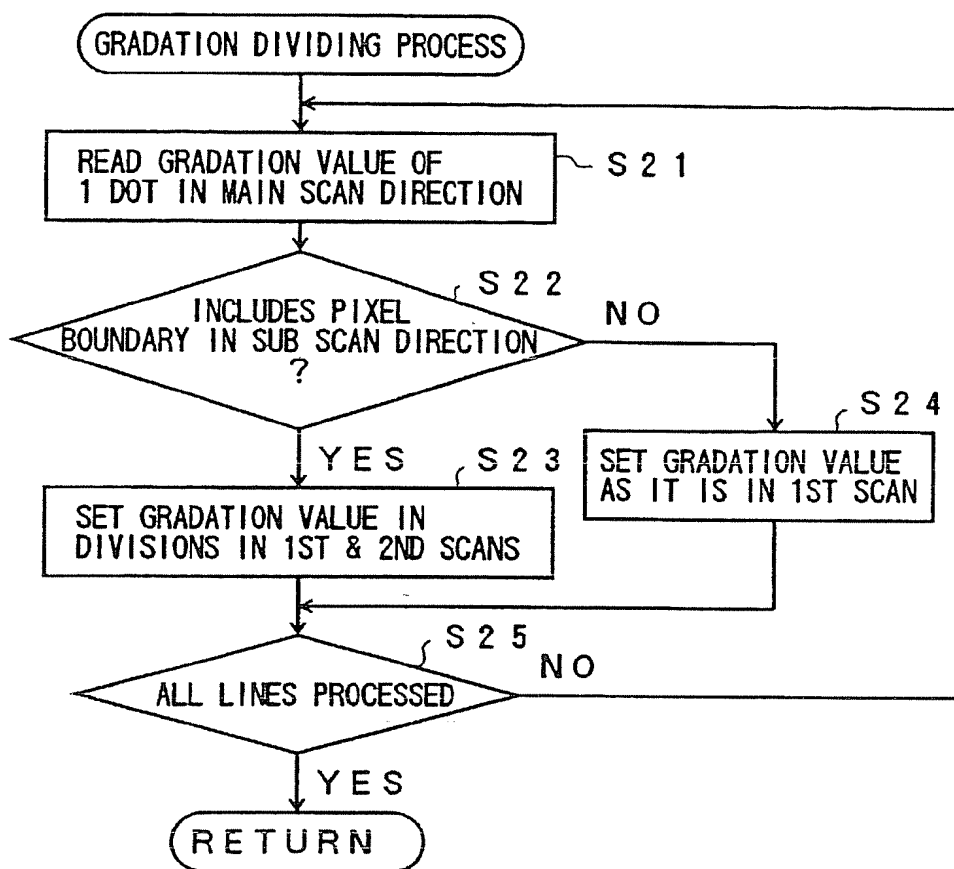 GRADATION DIVIDING PROCESS
READ GRADATION VALUE OF
1 DOT IN MAIN SCAN DIRECTION
S21
S22
INCLUDES PIXEL
BOUNDARY IN SUB SCAN DIRECTION
?
NO
YES
S23
S24
SET GRADATION VALUE
AS IT IS IN 1ST SCAN
SET GRADATION VALUE IN
DIVISIONS IN 1ST & 2ND SCANS
S25
NO
ALL LINES PROCESSED
YES
RETURN